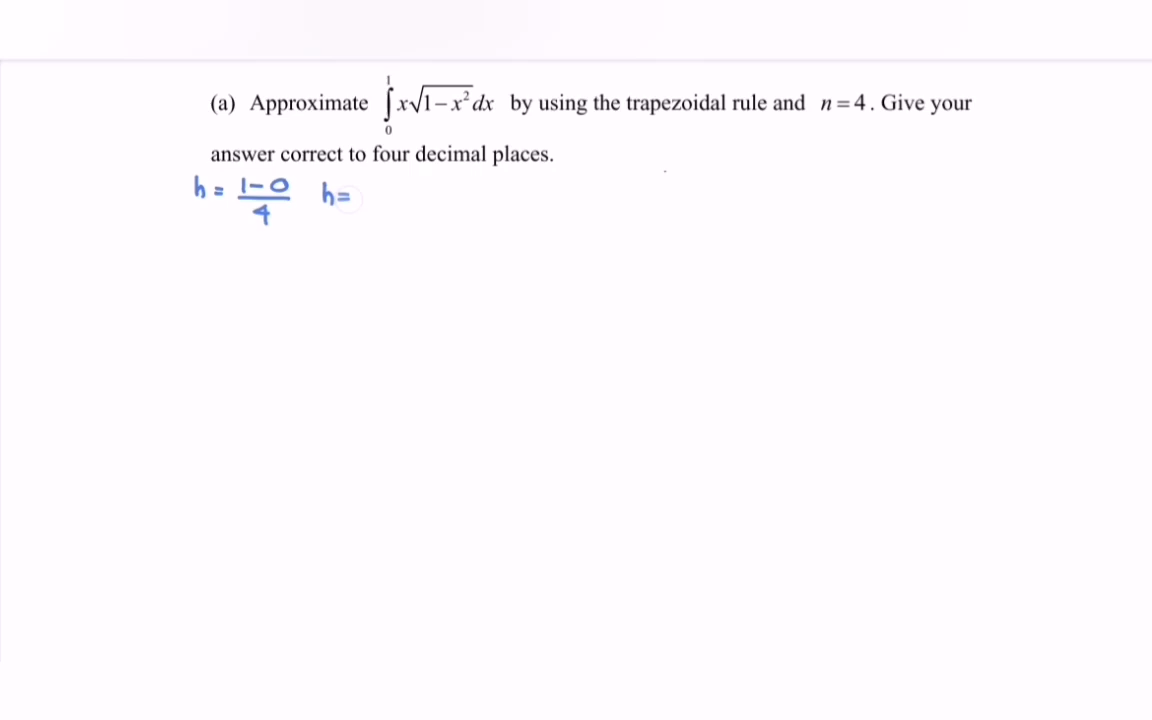 (a) Approximate ∫₀¹ x√(1−x²) dx by using the trapezoidal rule and n = 4. Give your
answer correct to four decimal places.
h = (1−0)/4 h =